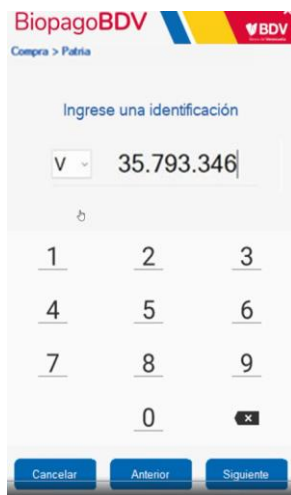 BiopagoBDV
BDV
Compra > Patria
Ingrese una identificación
V 35.793.346
1 2 3
4 5 6
7 8 9
0
Cancelar Anterior Siguiente